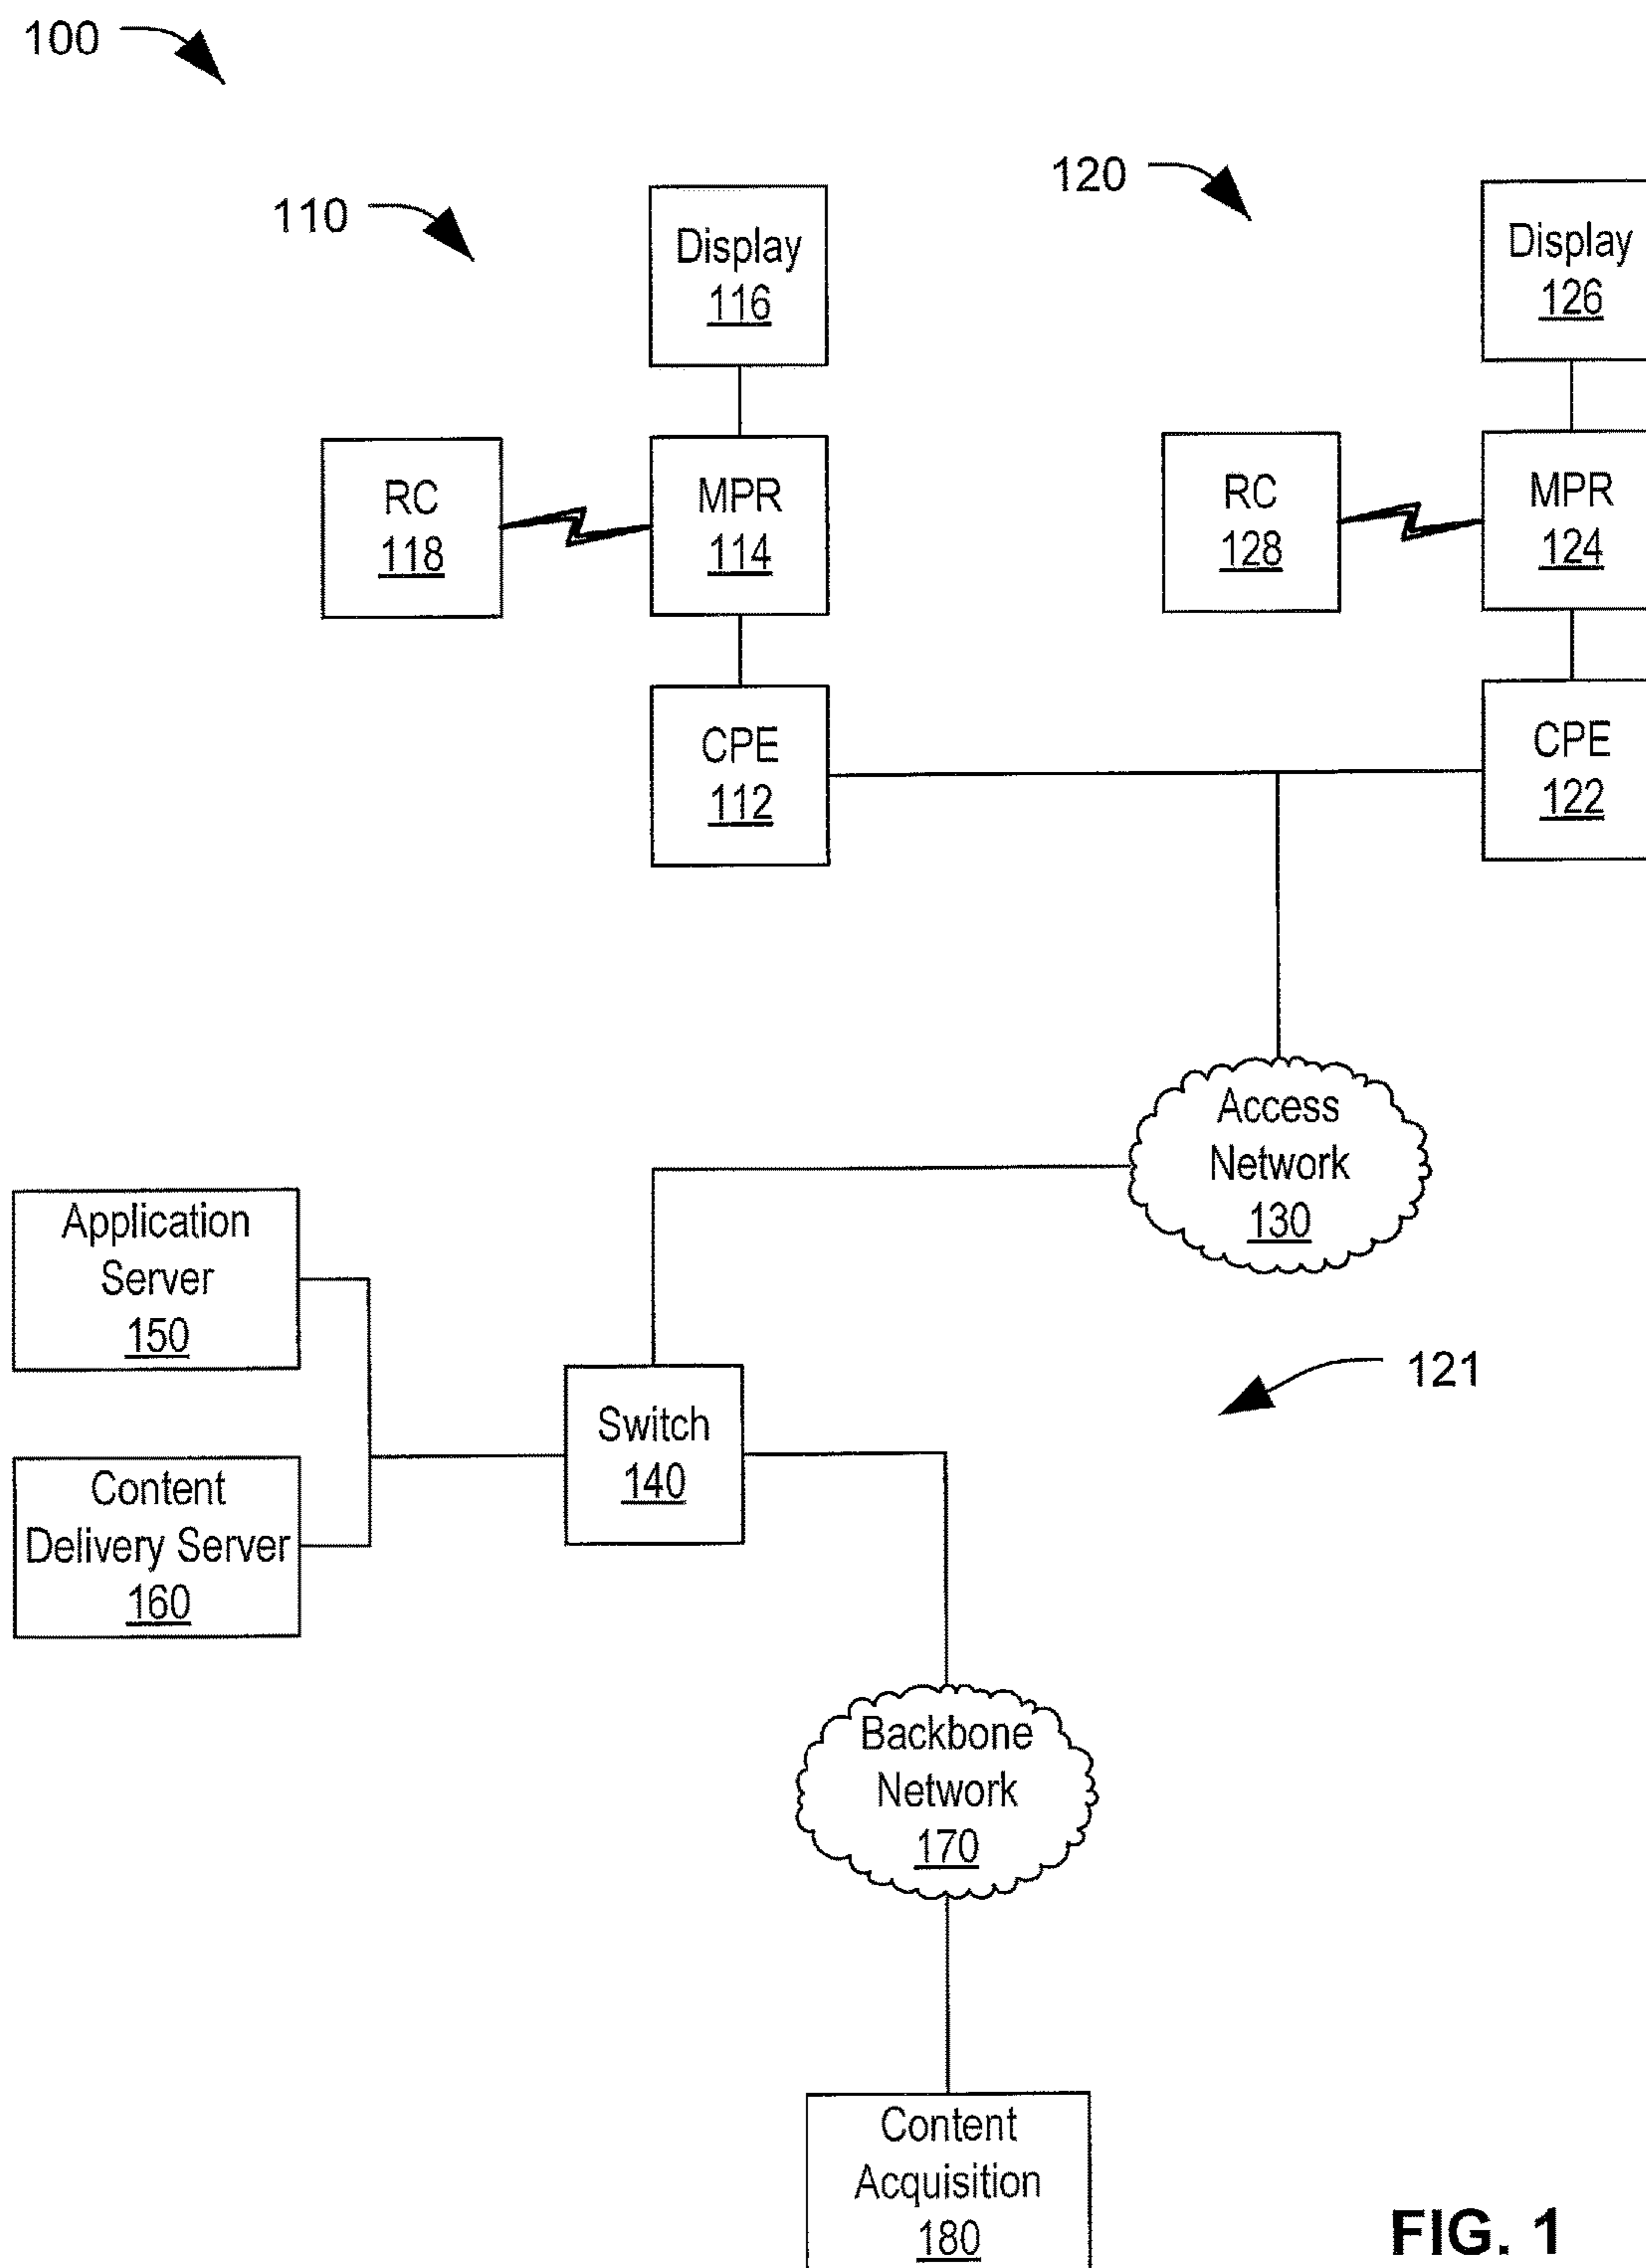 100
110
120
Display
116
Display
126
RC
118
MPR
114
RC
128
MPR
124
CPE
112
CPE
122
Access
Network
130
Application
Server
150
121
Switch
140
Content
Delivery Server
160
Backbone
Network
170
Content
Acquisition
180
FIG. 1